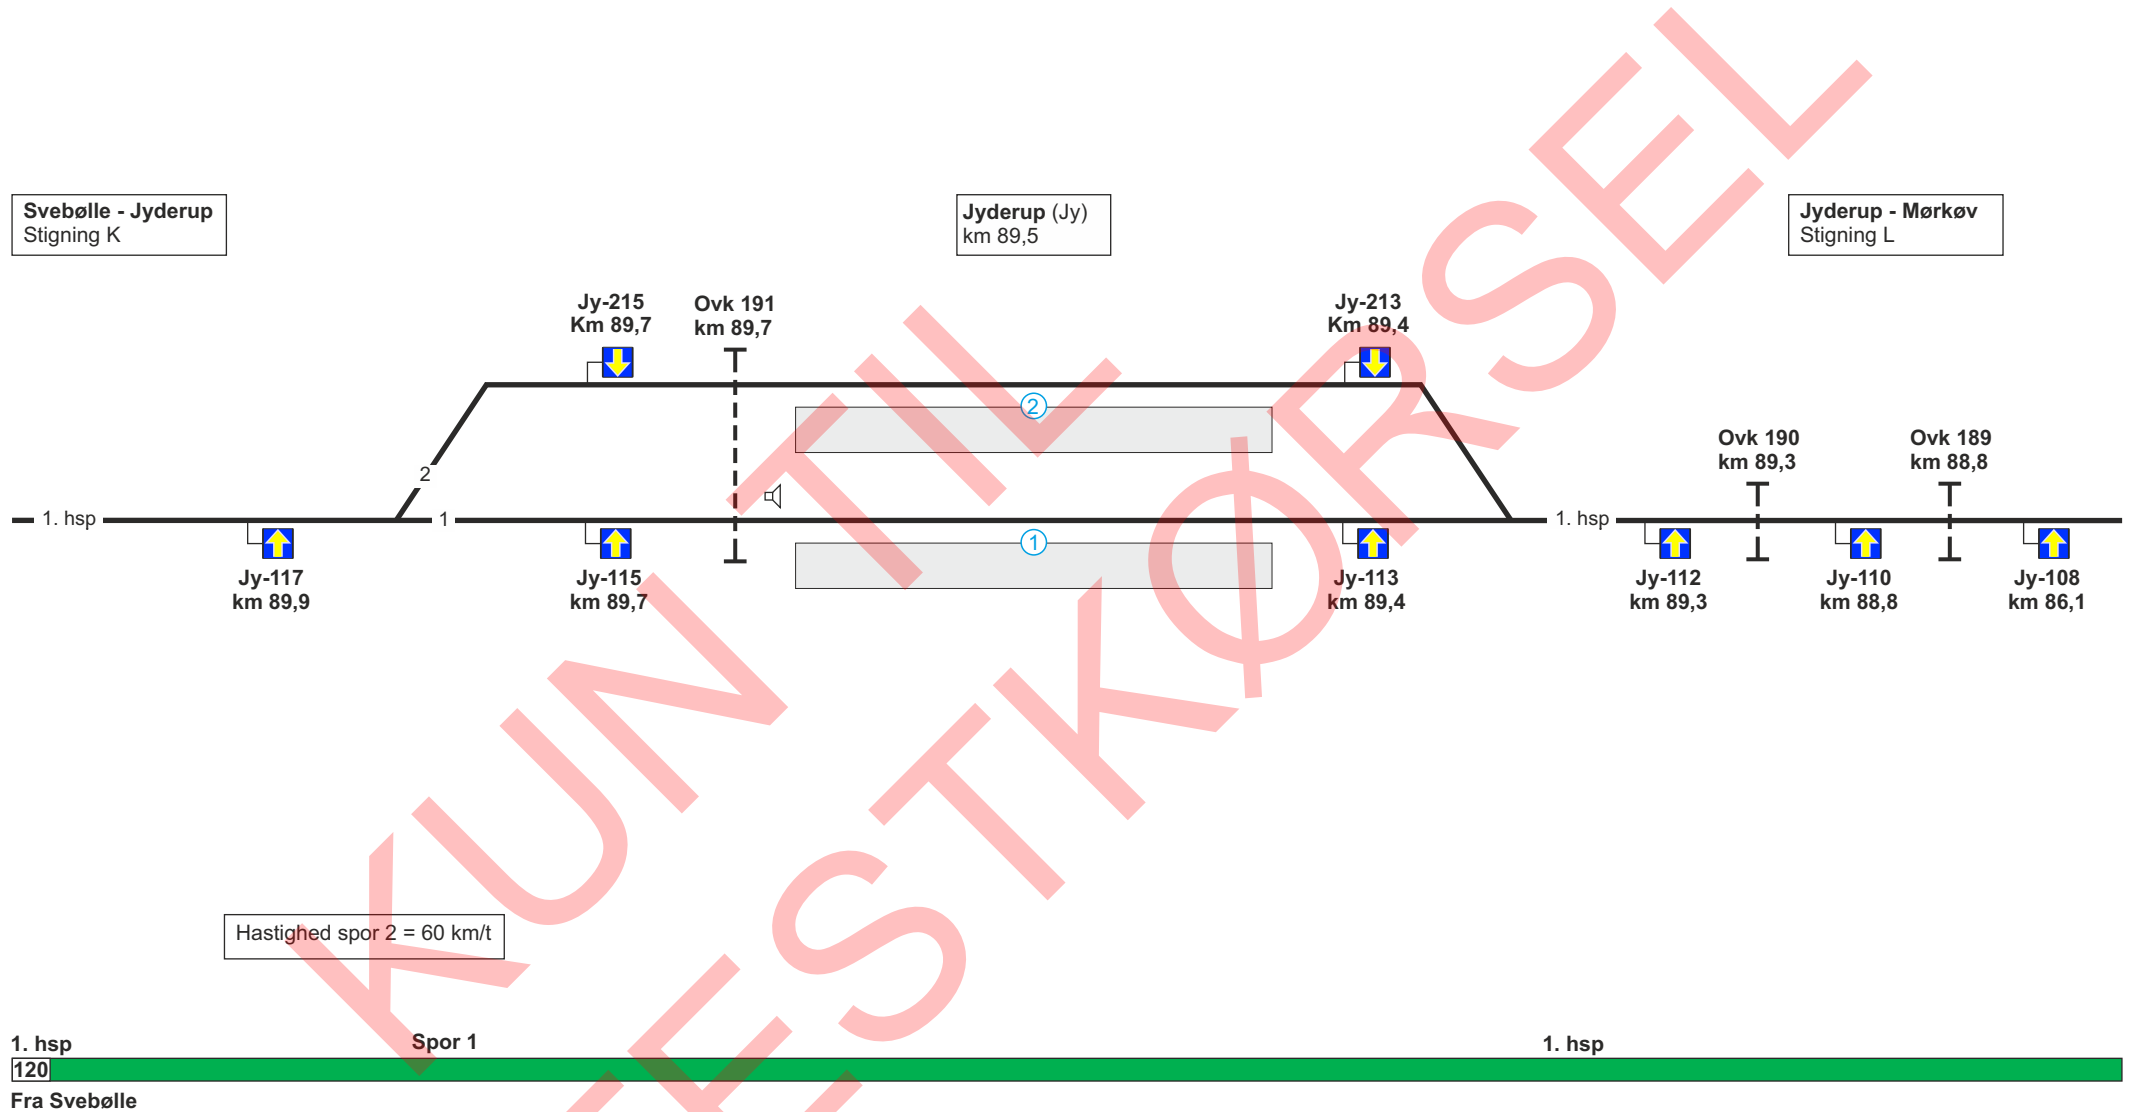 Svebølle - Jyderup
Stigning K
Jyderup (Jy)
km 89,5
Jyderup - Mørkøv
Stigning L
Jy-215
Km 89,7
Ovk 191
km 89,7
Jy-213
Km 89,4
2
Ovk 190
km 89,3
Ovk 189
km 88,8
2
1. hsp
1
1. hsp
1
Jy-117
km 89,9
Jy-115
km 89,7
Jy-113
km 89,4
Jy-112
km 89,3
Jy-110
km 88,8
Jy-108
km 86,1
Hastighed spor 2 = 60 km/t
1. hsp
Spor 1
1. hsp
120
Fra Svebølle
KUN TIL
ESTKØRSEL